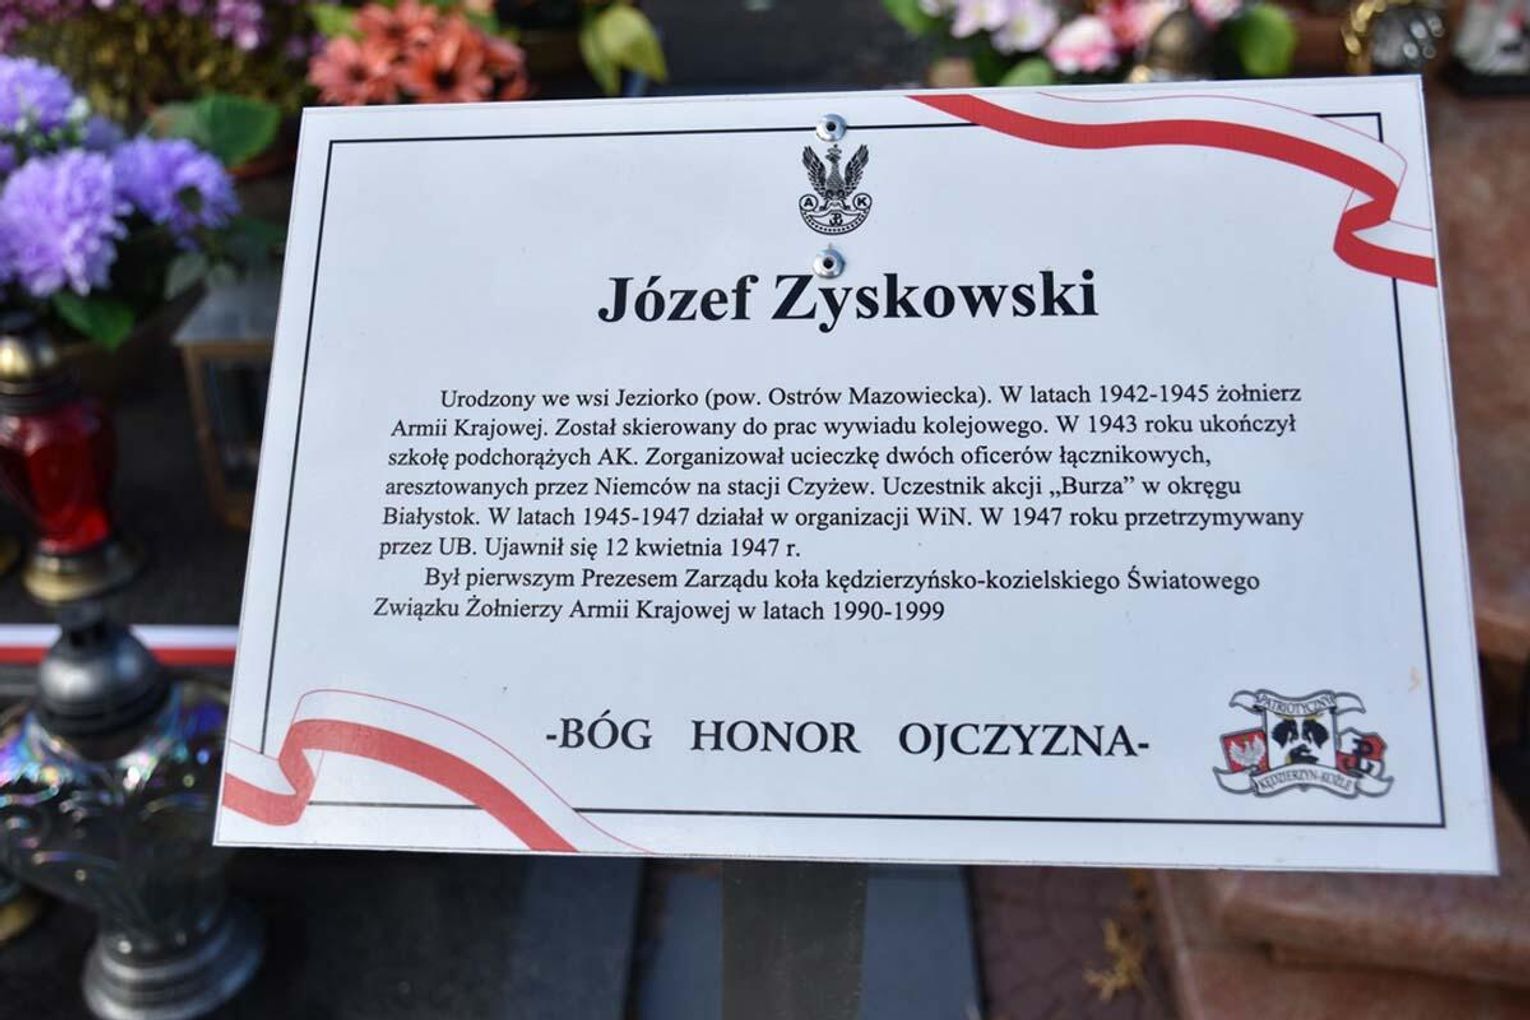 A K
Józef Zyskowski
Urodzony we wsi Jeziorko (pow. Ostrów Mazowiecka). W latach 1942-1945 żołnierz
Armii Krajowej. Został skierowany do prac wywiadu kolejowego. W 1943 roku ukończył
szkołę podchorążych AK. Zorganizował ucieczkę dwóch oficerów łącznikowych,
aresztowanych przez Niemców na stacji Czyżew. Uczestnik akcji „Burza” w okręgu
Białystok. W latach 1945-1947 działał w organizacji WiN. W 1947 roku przetrzymywany
przez UB. Ujawnił się 12 kwietnia 1947 r.
Był pierwszym Prezesem Zarządu koła kędzierzyńsko-kozielskiego Światowego
Związku Żołnierzy Armii Krajowej w latach 1990-1999
-BÓG HONOR OJCZYZNA-
PATRIOTYCZNY
KĘDZIERZYN-KOŹLE